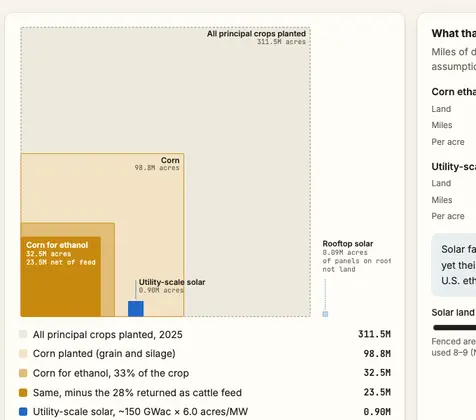 All principal crops planted
311.5M acres
Corn
98.8M acres
Corn for ethanol
32.5M acres
23.5M net of feed
Utility-scale solar
0.90M acres
Rooftop solar
0.09M acres
of panels on roof
not land
All principal crops planted, 2025 311.5M
Corn planted (grain and silage) 98.8M
Corn for ethanol, 33% of the crop 32.5M
Same, minus the 28% returned as cattle feed 23.5M
Utility-scale solar, ~150 GWac × 6.0 acres/MW 0.90M
What tha
Miles of d
assumptio
Corn etha
Land
Miles
Per acre
Utility-sca
Land
Miles
Per acre
Solar fa
yet thei
U.S. eth
Solar land
Fenced are
used 8–9 (N